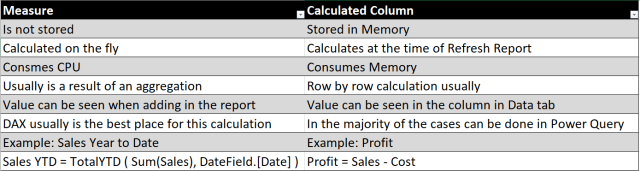 Measure Calculated Column
Is not stored Stored in Memory
Calculated on the fly Calculates at the time of Refresh Report
Consmes CPU Consumes Memory
Usually is a result of an aggregation Row by row calculation usually
Value can be seen when adding in the report Value can be seen in the column in Data tab
DAX usually is the best place for this calculation In the majority of the cases can be done in Power Query
Example: Sales Year to Date Example: Profit
Sales YTD = TotalYTD ( Sum(Sales), DateField.[Date] ) Profit = Sales - Cost